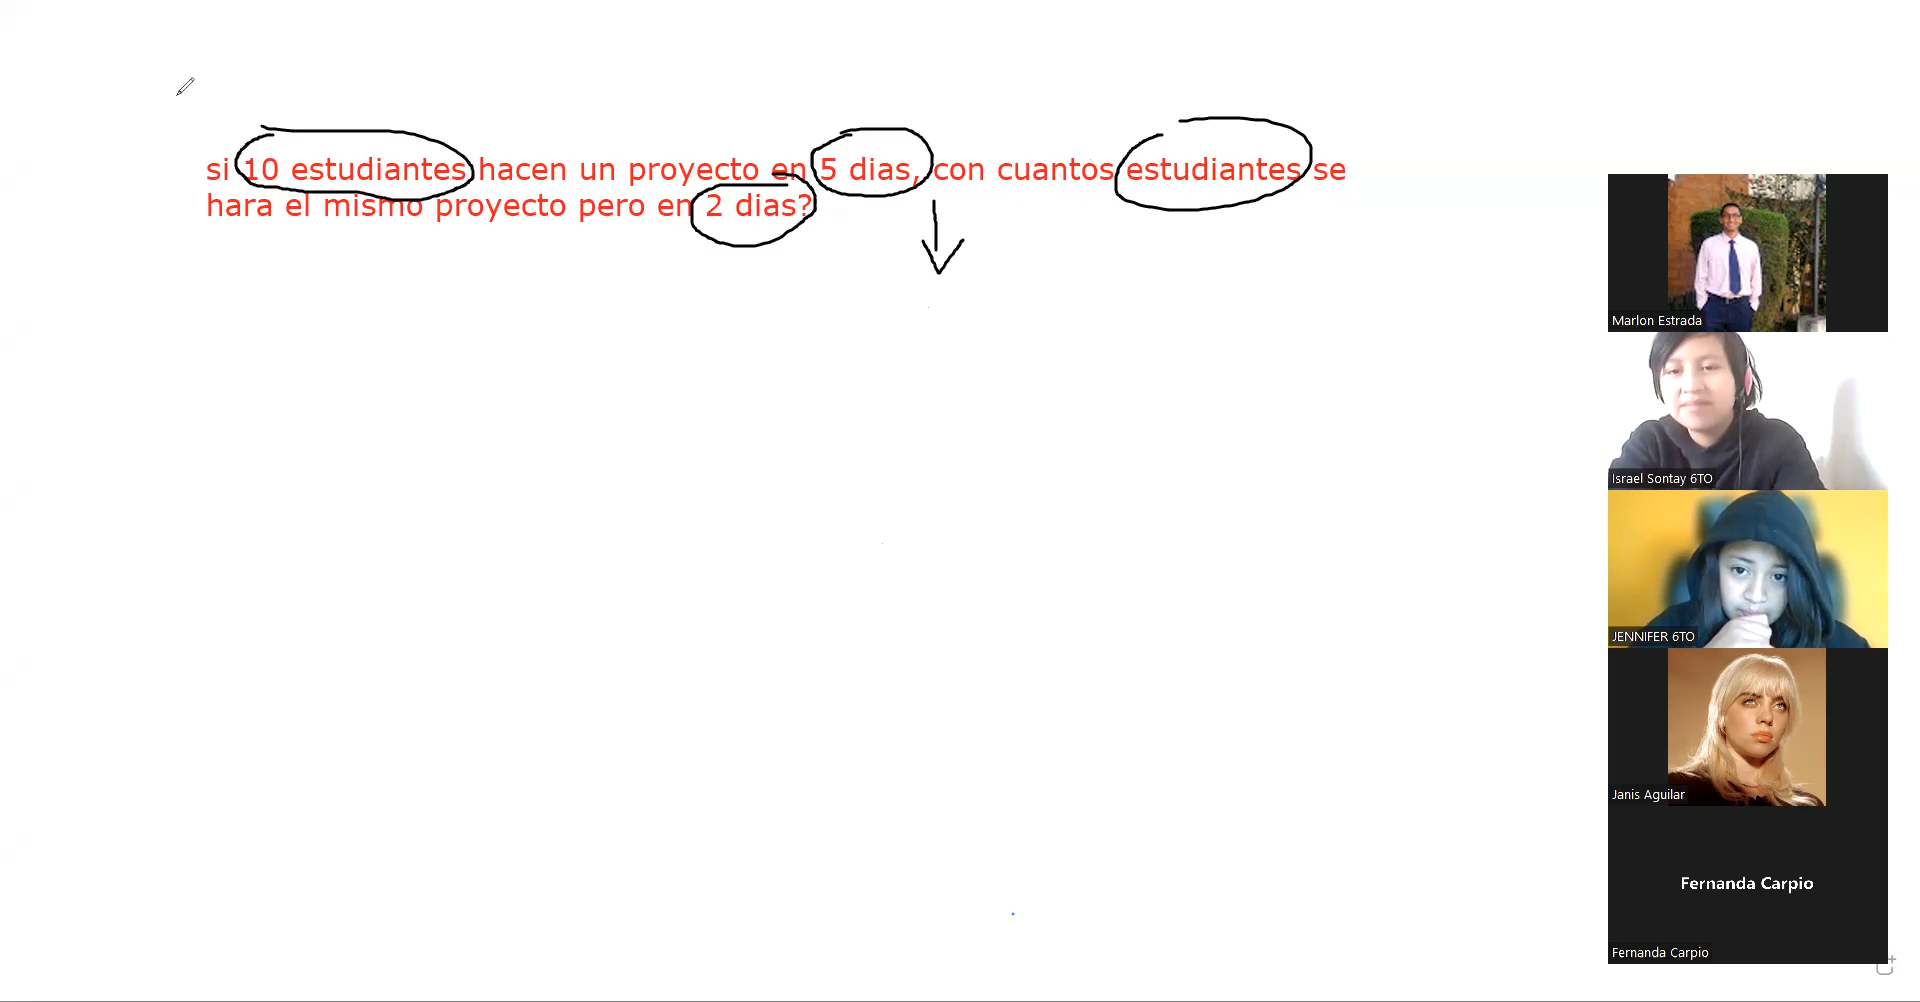 si 10 estudiantes hacen un proyecto en 5 dias, con cuantos estudiantes se
hara el mismo proyecto pero en 2 dias?
Marlon Estrada
Israel Sontay 6TO
JENNIFER 6TO
Janis Aguilar
Fernanda Carpio
Fernanda Carpio